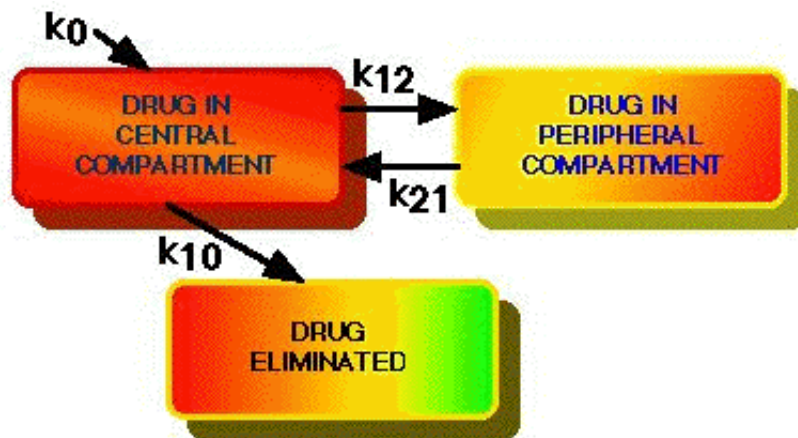 k0
k12
DRUG IN
CENTRAL
COMPARTMENT
DRUG IN
PERIPHERAL
COMPARTMENT
k21
k10
DRUG
ELIMINATED